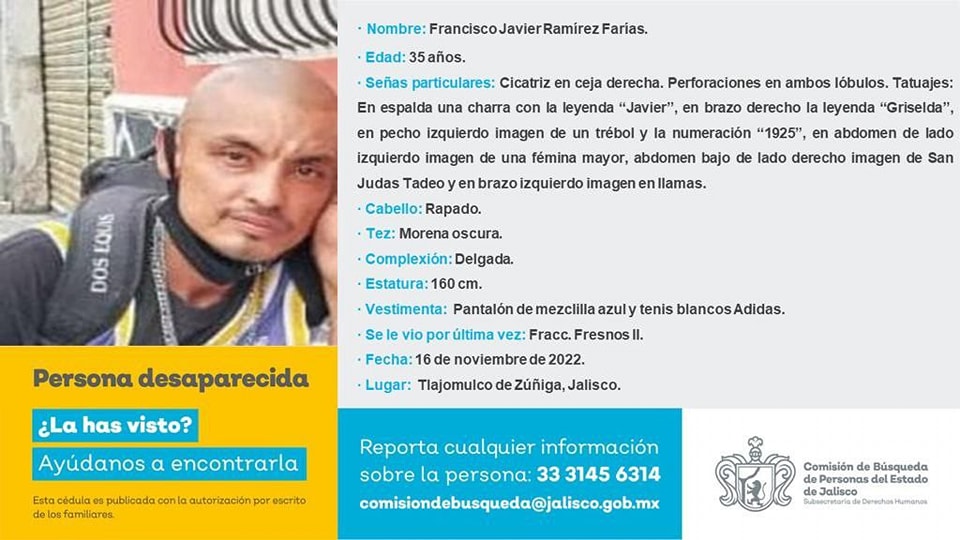 · Nombre: Francisco Javier Ramírez Farías.
· Edad: 35 años.
· Señas particulares: Cicatriz en ceja derecha. Perforaciones en ambos lóbulos. Tatuajes:
En espalda una charra con la leyenda “Javier”, en brazo derecho la leyenda “Griselda”,
en pecho izquierdo imagen de un trébol y la numeración “1925”, en abdomen de lado
izquierdo imagen de una fémina mayor, abdomen bajo de lado derecho imagen de San
Judas Tadeo y en brazo izquierdo imagen en llamas.
· Cabello: Rapado.
· Tez: Morena oscura.
· Complexión: Delgada.
· Estatura: 160 cm.
· Vestimenta: Pantalón de mezclilla azul y tenis blancos Adidas.
· Se le vio por última vez: Fracc. Fresnos II.
· Fecha: 16 de noviembre de 2022.
· Lugar: Tlajomulco de Zúñiga, Jalisco.
DOS EQUIS
Persona desaparecida
¿La has visto?
Ayúdanos a encontrarla
Esta cédula es publicada con la autorización por escrito
de los familiares.
Reporta cualquier información
sobre la persona: 33 3145 6314
comisiondebusqueda@jalisco.gob.mx
Comisión de Búsqueda
de Personas del Estado
de Jalisco
Subsecretaría de Derechos Humanos